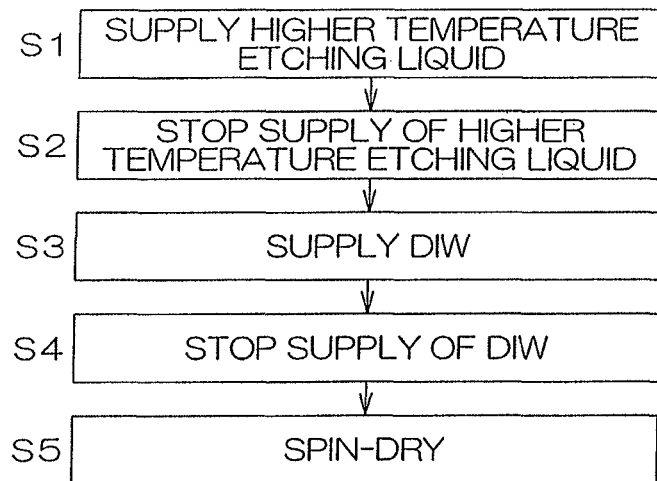 S1
SUPPLY HIGHER TEMPERATURE
ETCHING LIQUID
S2
STOP SUPPLY OF HIGHER
TEMPERATURE ETCHING LIQUID
S3
SUPPLY DIW
S4
STOP SUPPLY OF DIW
S5
SPIN-DRY